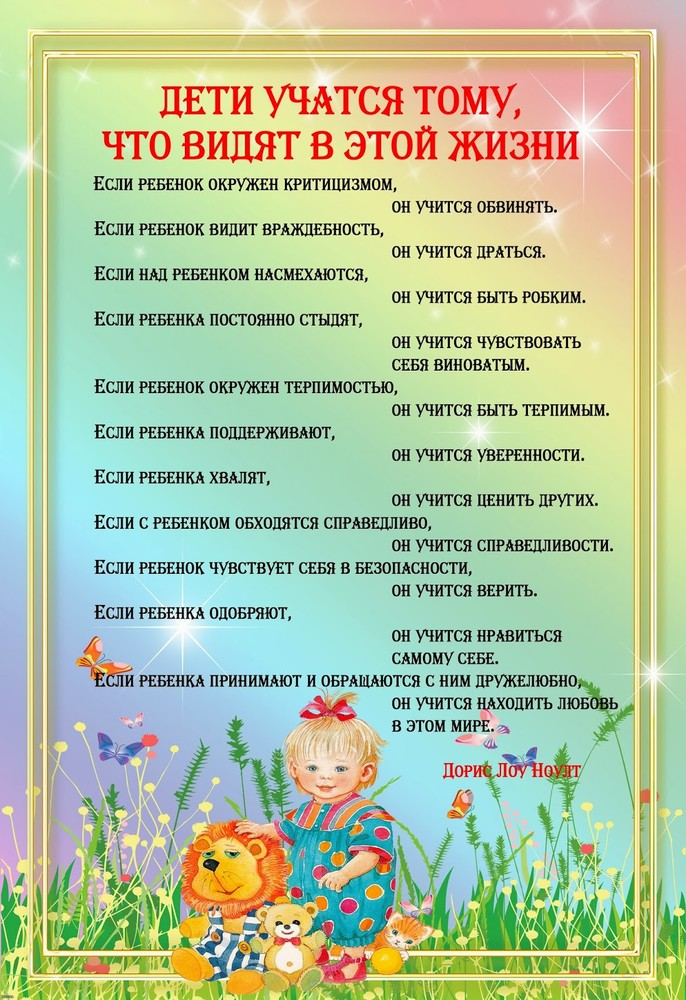 ДЕТИ УЧАТСЯ ТОМУ,
ЧТО ВИДЯТ В ЭТОЙ ЖИЗНИ
Если ребенок окружен критицизмом,
он учится обвинять.
Если ребенок видит враждебность,
он учится драться.
Если над ребенком насмехаются,
он учится быть робким.
Если ребенка постоянно стыдят,
он учится чувствовать
себя виноватым.
Если ребенок окружен терпимостью,
он учится быть терпимым.
Если ребенка поддерживают,
он учится уверенности.
Если ребенка хвалят,
он учится ценить других.
Если с ребенком обходятся справедливо,
он учится справедливости.
Если ребенок чувствует себя в безопасности,
он учится верить.
Если ребенка одобряют,
он учится нравиться
самому себе.
Если ребенка принимают и обращаются с ним дружелюбно,
он учится находить любовь
в этом мире.
Дорис Лоу Ноулт